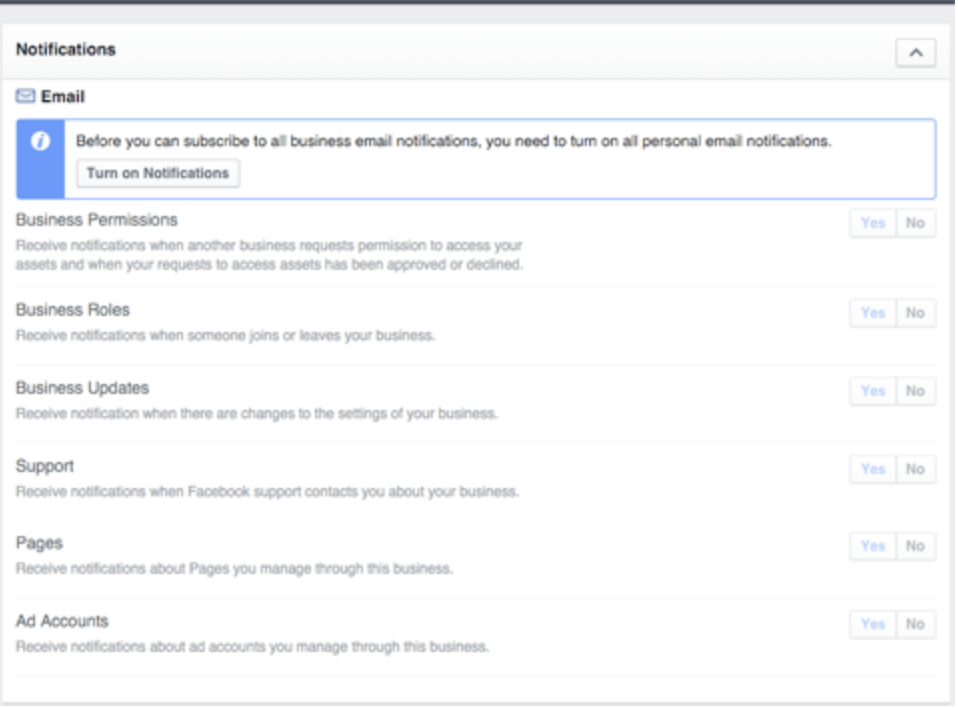 Notifications
Email
Before you can subscribe to all business email notifications, you need to turn on all personal email notifications.
Turn on Notifications
Business Permissions
Yes No
Receive notifications when another business requests permission to access your
assets and when your requests to access assets has been approved or declined.
Business Roles
Yes No
Receive notifications when someone joins or leaves your business.
Business Updates
Yes No
Receive notification when there are changes to the settings of your business.
Support
Yes No
Receive notifications when Facebook support contacts you about your business.
Pages
Yes No
Receive notifications about Pages you manage through this business.
Ad Accounts
Yes No
Receive notifications about ad accounts you manage through this business.